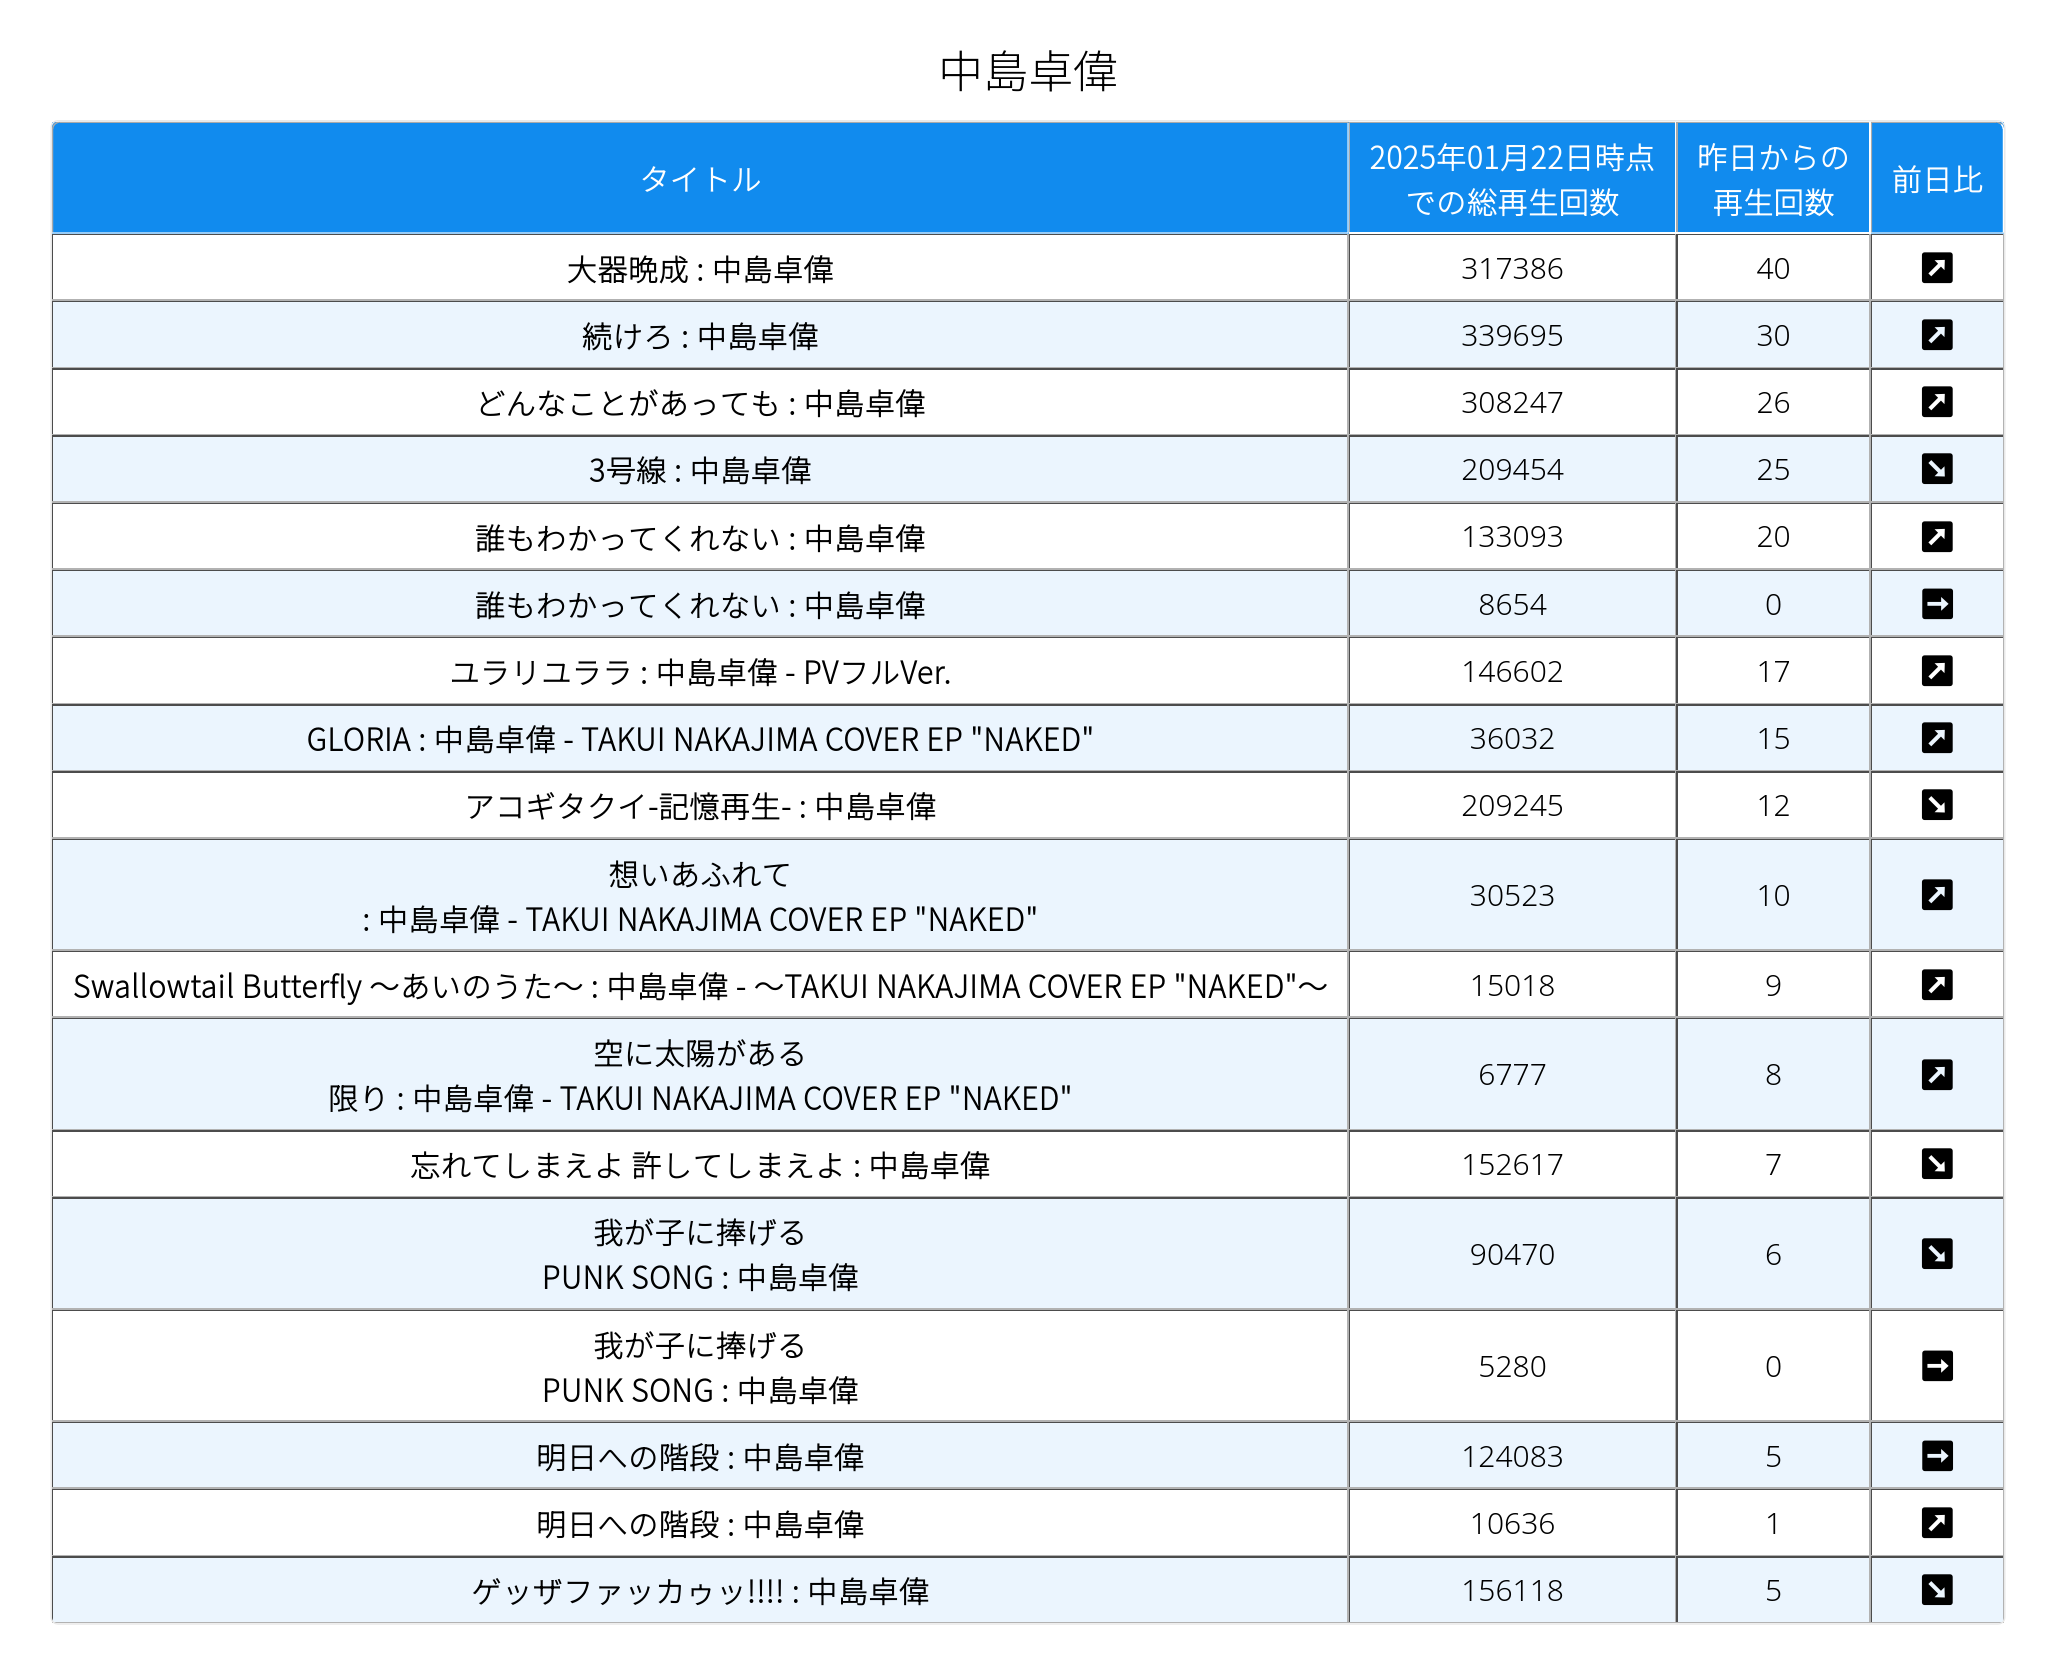 中島卓偉
タイトル
2025年01月22日時点
での総再生回数
昨日からの
再生回数
前日比
大器晩成 : 中島卓偉 317386 40
続けろ : 中島卓偉 339695 30
どんなことがあっても : 中島卓偉 308247 26
3号線 : 中島卓偉 209454 25
誰もわかってくれない : 中島卓偉 133093 20
誰もわかってくれない : 中島卓偉 8654 0
ユラリユララ : 中島卓偉 - PVフルVer. 146602 17
GLORIA : 中島卓偉 - TAKUI NAKAJIMA COVER EP "NAKED" 36032 15
アコギタクイ-記憶再生- : 中島卓偉 209245 12
想いあふれて
: 中島卓偉 - TAKUI NAKAJIMA COVER EP "NAKED" 30523 10
Swallowtail Butterfly 〜あいのうた〜 : 中島卓偉 - 〜TAKUI NAKAJIMA COVER EP "NAKED"〜 15018 9
空に太陽がある
限り : 中島卓偉 - TAKUI NAKAJIMA COVER EP "NAKED" 6777 8
忘れてしまえよ 許してしまえよ : 中島卓偉 152617 7
我が子に捧げる
PUNK SONG : 中島卓偉 90470 6
我が子に捧げる
PUNK SONG : 中島卓偉 5280 0
明日への階段 : 中島卓偉 124083 5
明日への階段 : 中島卓偉 10636 1
ゲッザファッカゥッ!!!! : 中島卓偉 156118 5